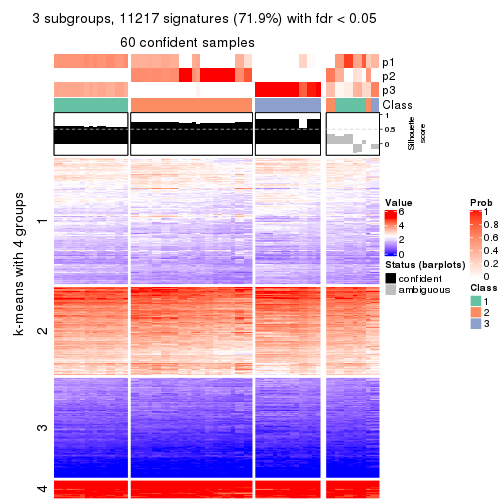 3 subgroups, 11217 signatures (71.9%) with fdr < 0.05
60 confident samples
p1
p2
p3
Class
1
0.5
0
Silhouette
score
k-means with 4 groups
1
2
3
4
Value
6
4
2
0
Status (barplots)
confident
ambiguous
Prob
1
0.8
0.6
0.4
0.2
0
Class
1
2
3